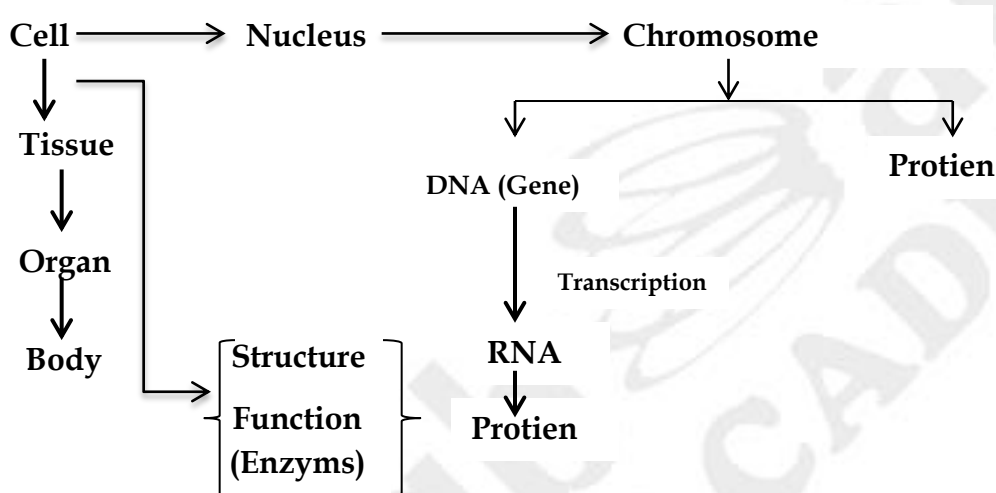 Cell Nucleus Chromosome
Tissue
Protien
DNA (Gene)
Organ
Transcription
Body
Structure
RNA
Function
Protien
(Enzyms)